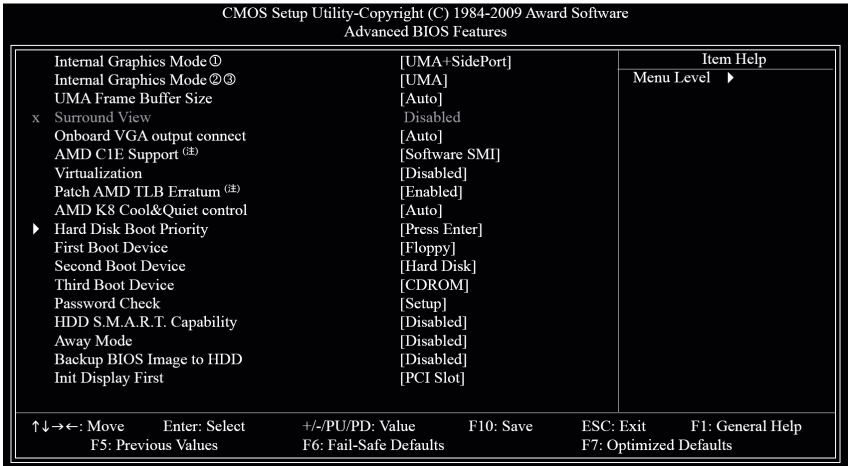 CMOS Setup Utility-Copyright (C) 1984-2009 Award Software
Advanced BIOS Features
Internal Graphics Mode① [UMA+SidePort]
Internal Graphics Mode②③ [UMA]
UMA Frame Buffer Size [Auto]
x Surround View Disabled
Onboard VGA output connect [Auto]
AMD C1E Support (注) [Software SMI]
Virtualization [Disabled]
Patch AMD TLB Erratum (注) [Enabled]
AMD K8 Cool&Quiet control [Auto]
Hard Disk Boot Priority [Press Enter]
First Boot Device [Floppy]
Second Boot Device [Hard Disk]
Third Boot Device [CDROM]
Password Check [Setup]
HDD S.M.A.R.T. Capability [Disabled]
Away Mode [Disabled]
Backup BIOS Image to HDD [Disabled]
Init Display First [PCI Slot]
Item Help
Menu Level
↑↓→←: Move Enter: Select +/-/PU/PD: Value F10: Save ESC: Exit F1: General Help
F5: Previous Values F6: Fail-Safe Defaults F7: Optimized Defaults